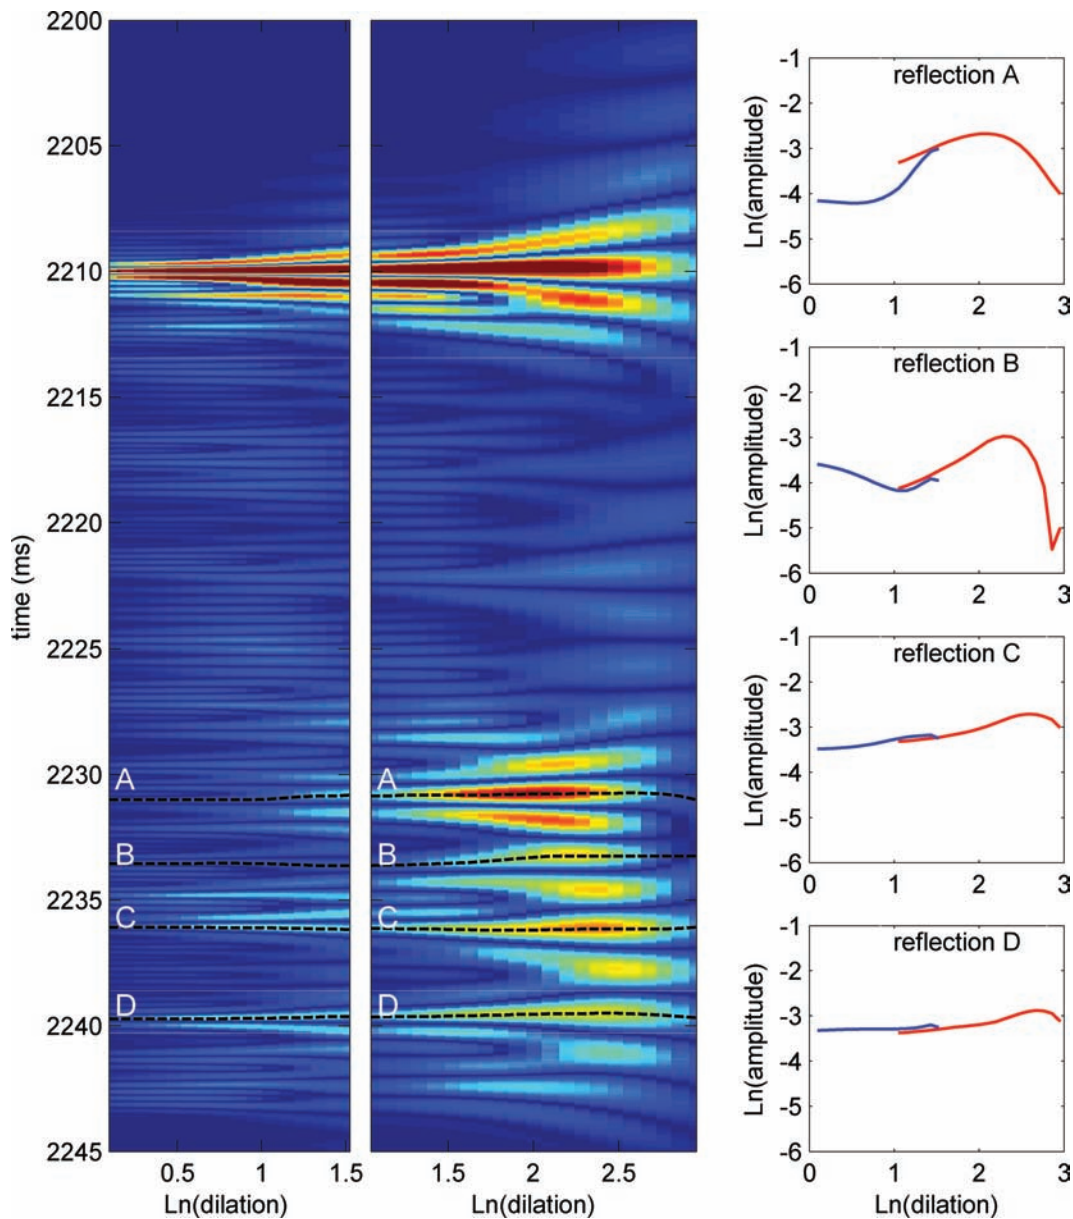 2200
2205
2210
2215
2220
2225
2230
2235
2240
2245
time (ms)
A
B
C
D
0.5 1 1.5
Ln(dilation)
A
B
C
D
1.5 2 2.5
Ln(dilation)
reflection A
-1
-2
-3
-4
-5
-6
Ln(amplitude)
0 1 2 3
reflection B
-1
-2
-3
-4
-5
-6
Ln(amplitude)
0 1 2 3
reflection C
-1
-2
-3
-4
-5
-6
Ln(amplitude)
0 1 2 3
reflection D
-1
-2
-3
-4
-5
-6
Ln(amplitude)
0 1 2 3
Ln(dilation)